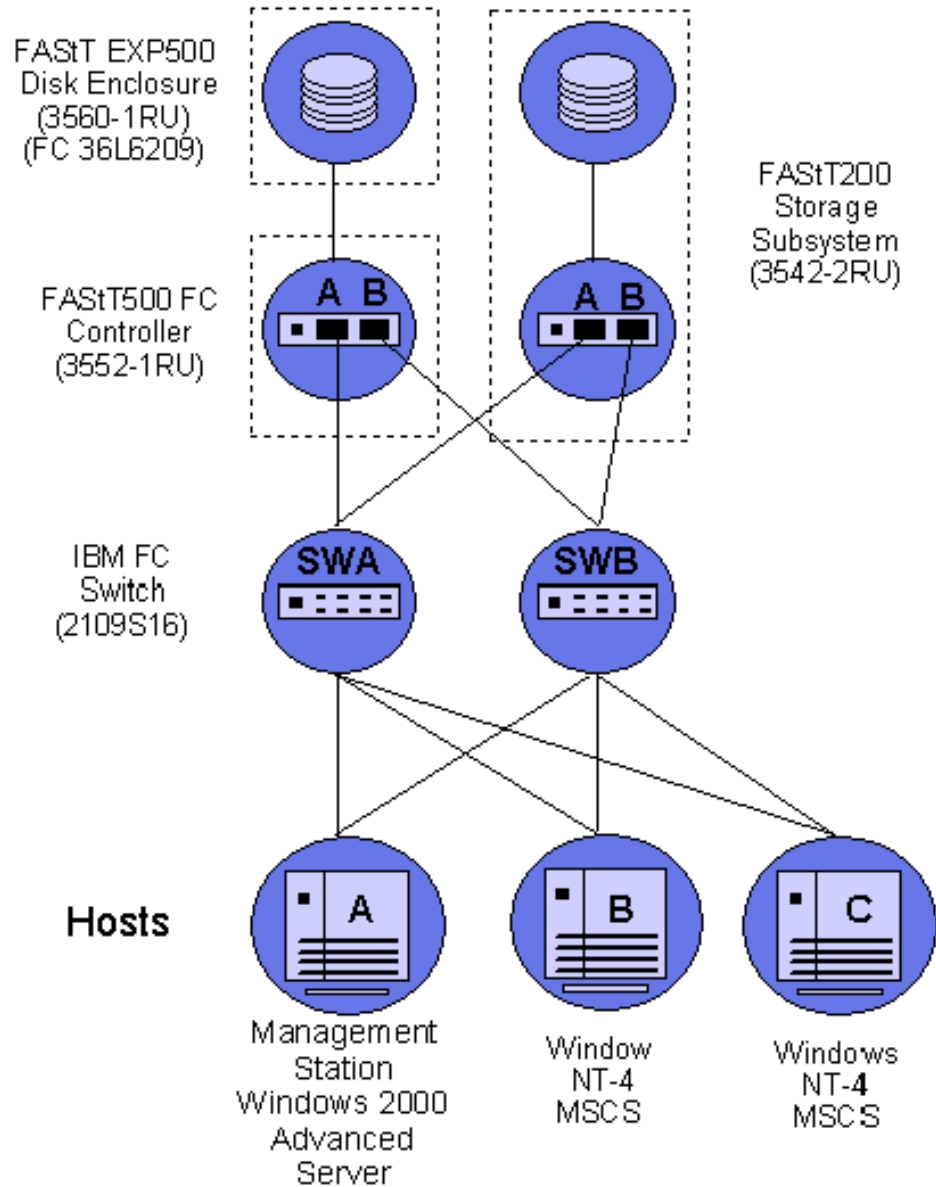 FAStT EXP500
Disk Enclosure
(3560-1RU)
(FC 36L6209)
FAStT200
Storage
Subsystem
(3542-2RU)
FAStT500 FC
Controller
(3552-1RU)
A B
A B
IBM FC
Switch
(2109S16)
SWA
SWB
Hosts
A
B
C
Management
Station
Windows 2000
Advanced
Server
Window
NT-4
MSCS
Windows
NT-4
MSCS